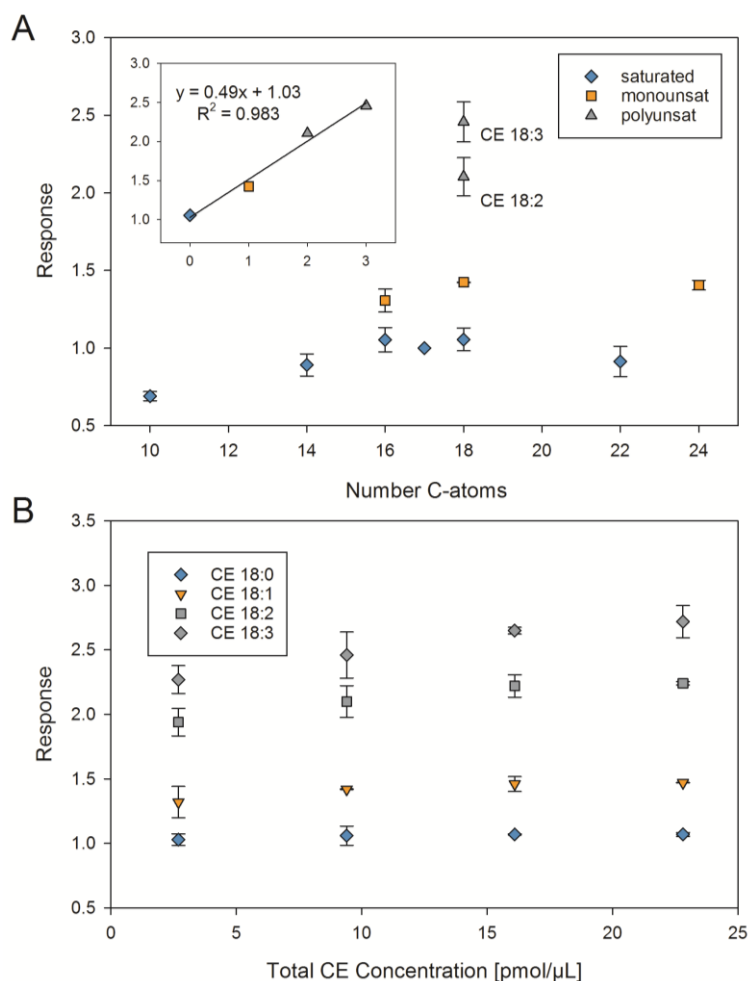 A
3.0
2.5
2.0
1.5
1.0
0.5
Response
3.0
2.5
2.0
1.5
1.0
y = 0.49x + 1.03
R² = 0.983
0 1 2 3
saturated
monounsat
polyunsat
CE 18:3
CE 18:2
10 12 14 16 18 20 22 24
Number C-atoms
B
3.5
3.0
2.5
2.0
1.5
1.0
0.5
Response
CE 18:0
CE 18:1
CE 18:2
CE 18:3
0 5 10 15 20 25
Total CE Concentration [pmol/µL]